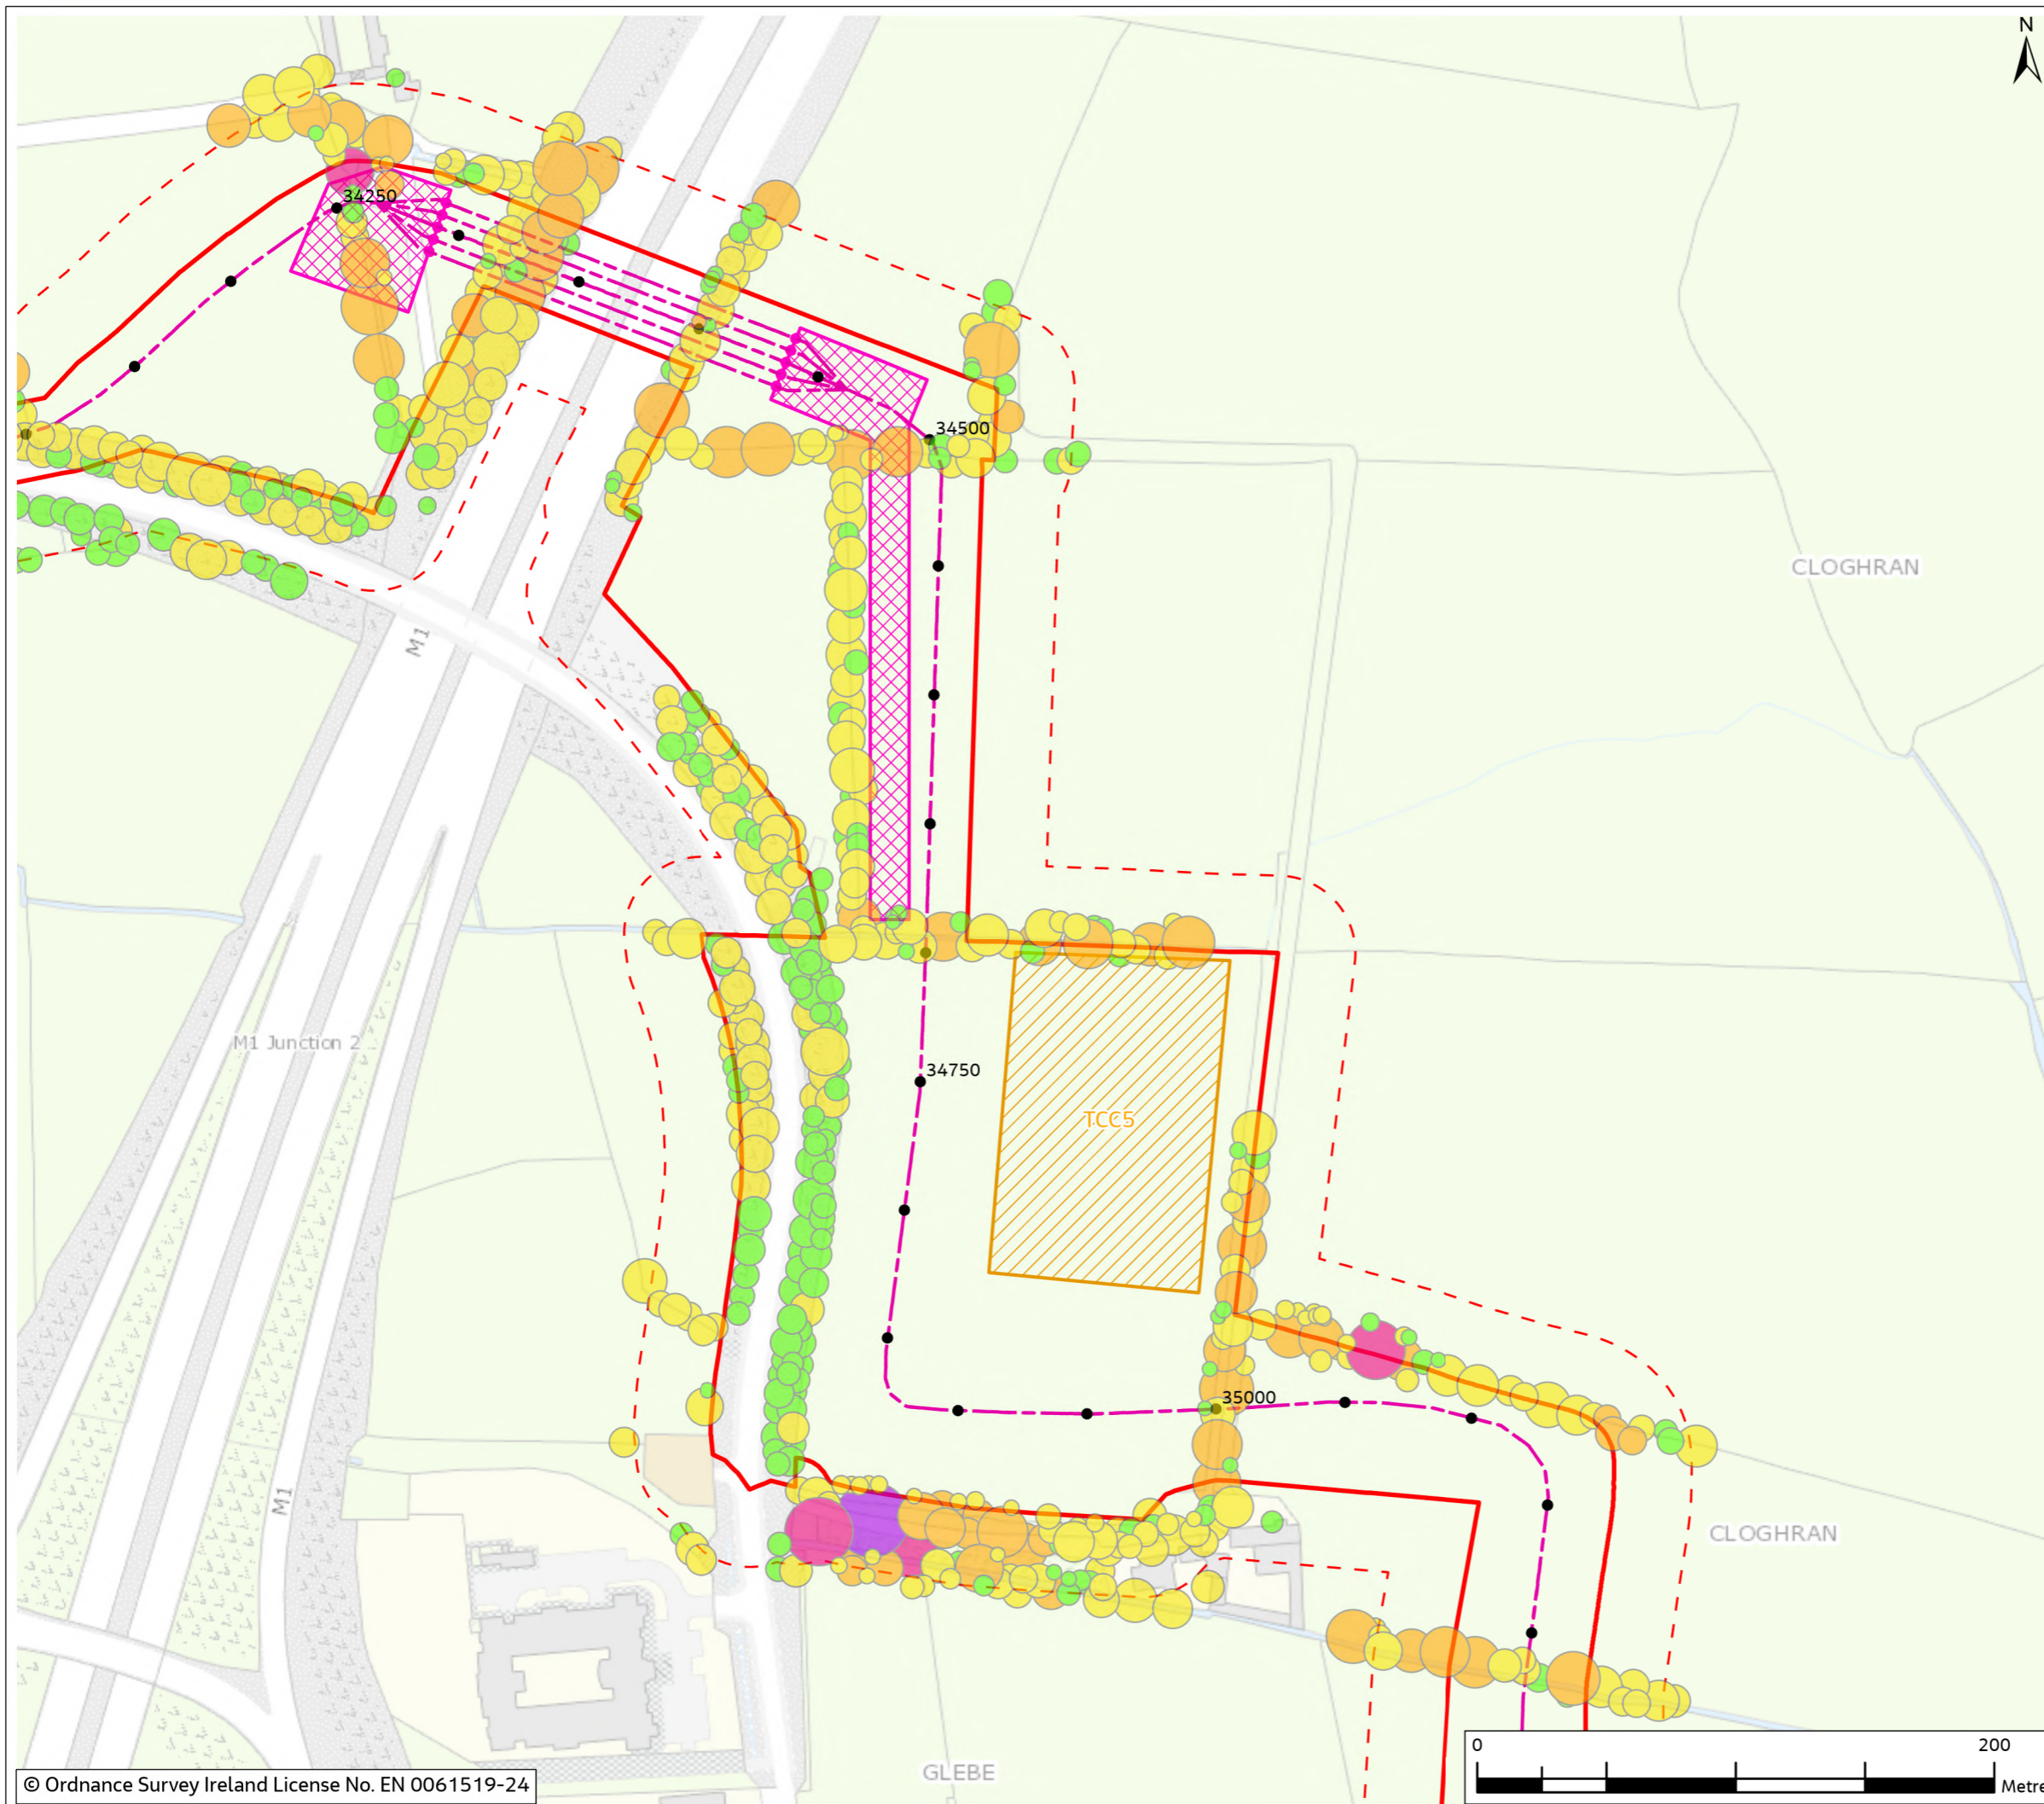 N
34250
34500
CLOGHRAN
M1
M1 Junction 2
34750
TCC5
35000
M1
CLOGHRAN
GLEBE
0 200
Metre
© Ordnance Survey Ireland License No. EN 0061519-24